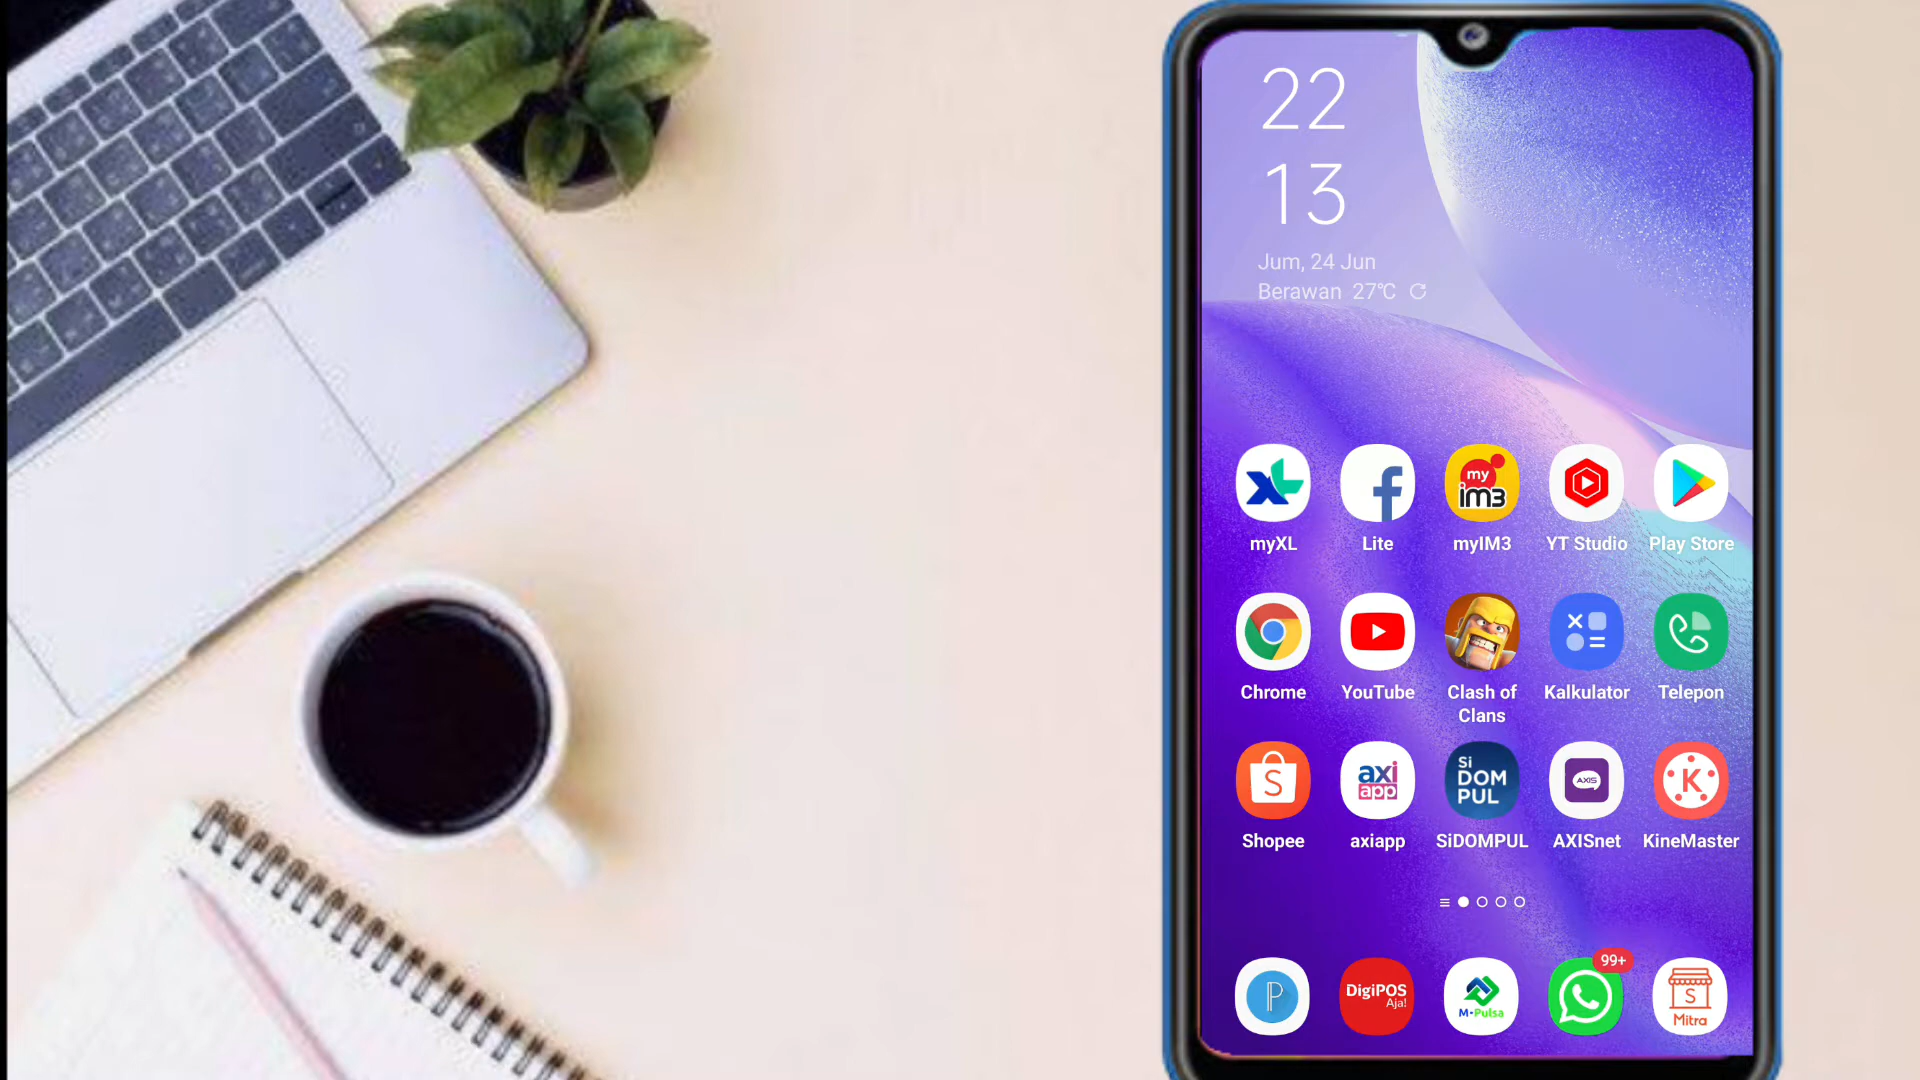 22
13
Jum, 24 Jun
Berawan 27°C
my
im3
myXL
Lite
myIM3
YT Studio
Play Store
Chrome
YouTube
Clash of
Clans
Kalkulator
Telepon
S
axi
app
Si
DOM
PUL
AXIS
K
Shopee
axiapp
SiDOMPUL
AXISnet
KineMaster
P
DigiPOS
Aja!
M-Pulsa
99+
S
Mitra